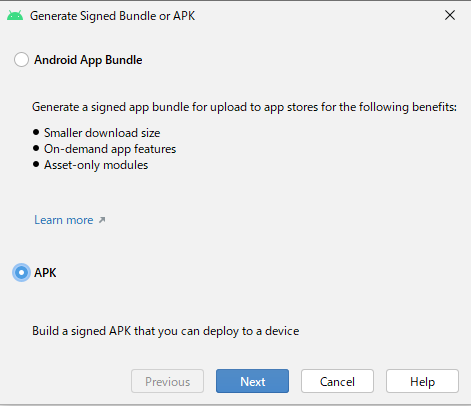 Generate Signed Bundle or APK
Android App Bundle
Generate a signed app bundle for upload to app stores for the following benefits:
• Smaller download size
• On-demand app features
• Asset-only modules
Learn more ↗
APK
Build a signed APK that you can deploy to a device
Previous Next Cancel Help